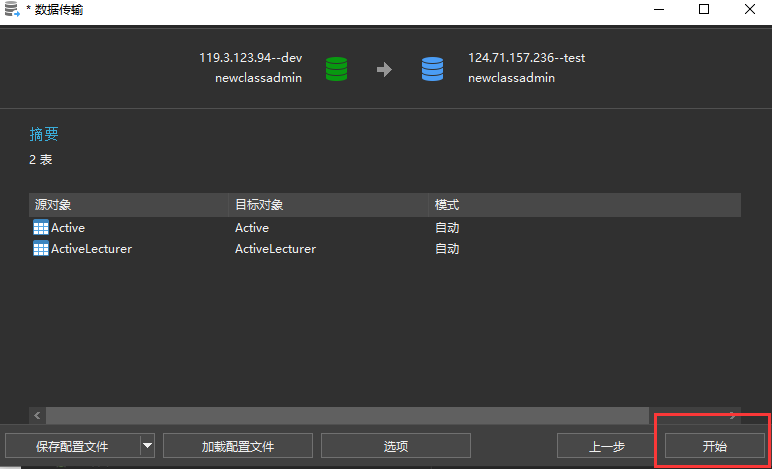 * 数据传输
119.3.123.94--dev
newclassadmin
124.71.157.236--test
newclassadmin
摘要
2 表
源对象 目标对象 模式
Active Active 自动
ActiveLecturer ActiveLecturer 自动
保存配置文件 加载配置文件 选项 上一步 开始